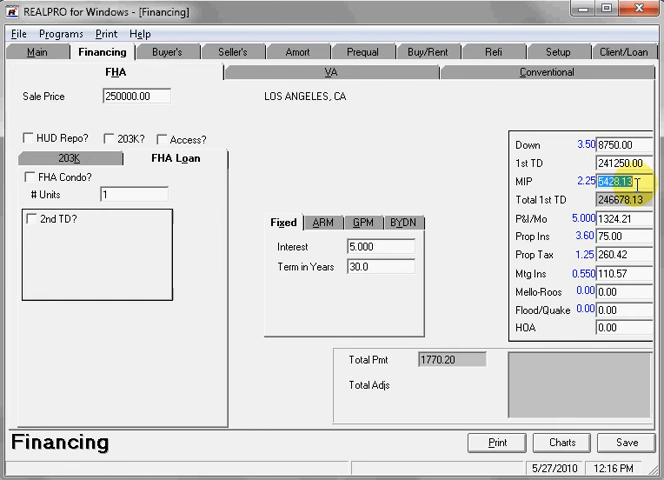 REALPRO for Windows - [Financing]
File Programs Print Help
Main Financing Buyer's Seller's Amort Prequal Buy/Rent Refi Setup Client/Loan
FHA VA Conventional
Sale Price 250000.00 LOS ANGELES, CA
HUD Repo? 203K? Access?
203K FHA Loan
FHA Condo?
# Units 1
2nd TD?
Fixed ARM GPM BYDN
Interest 5.000
Term in Years 30.0
Down 3.50 8750.00
1st TD 241250.00
MIP 2.25 5428.13
Total 1st TD 246678.13
P&I/Mo 5.000 1324.21
Prop Ins 3.60 75.00
Prop Tax 1.25 260.42
Mtg Ins 0.550 110.57
Mello-Roos 0.00 0.00
Flood/Quake 0.00 0.00
HOA 0.00
Total Pmt 1770.20
Total Adjs
Financing Print Charts Save
5/27/2010 12:16 PM